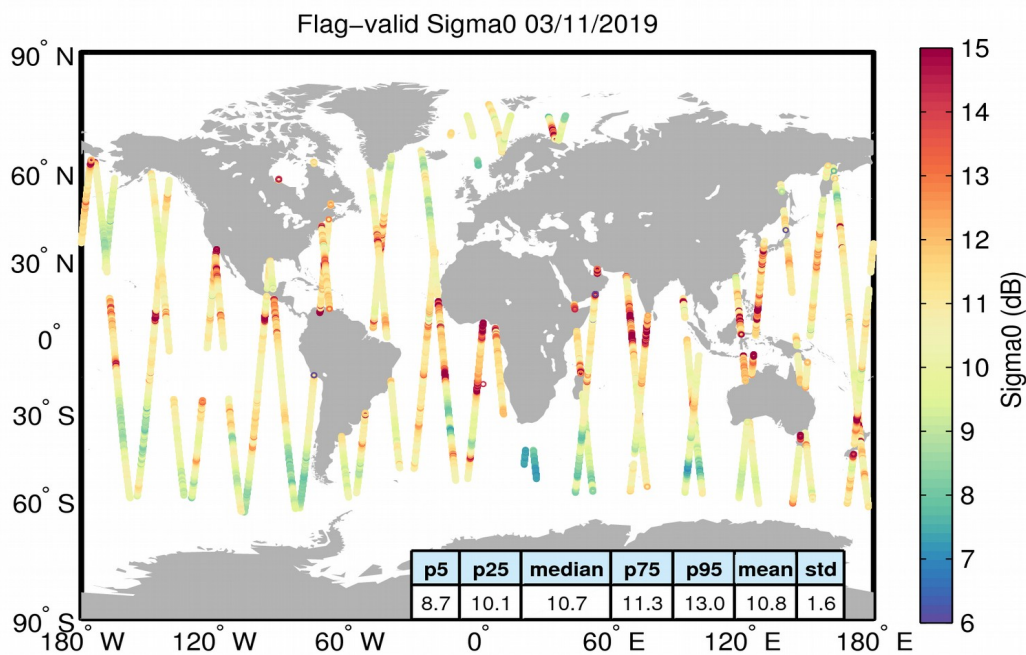 Flag-valid Sigma0 03/11/2019
90° N
60° N
30° N
0°
30° S
60° S
90° S
180° W
120° W
60° W
0°
60° E
120° E
180° E
15
14
13
12
11
10
9
8
7
6
Sigma0 (dB)
p5 p25 median p75 p95 mean std
8.7 10.1 10.7 11.3 13.0 10.8 1.6